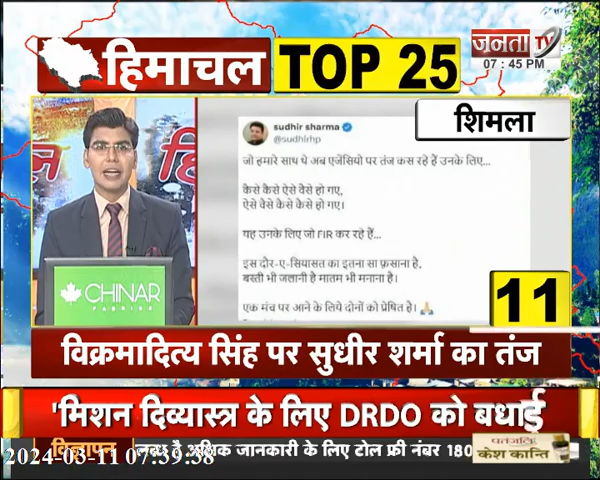 हिमाचल TOP 25
जनता TV
07 : 45 PM
शिमला
sudhir sharma
@sudhirhp
जो हमारे साथ थे अब एजेंसियो पर तंज कस रहे हैं उनके लिए...
कैसे कैसे ऐसे वैसे हो गए,
ऐसे वैसे कैसे कैसे हो गए।
यह उनके लिए जो FIR कर रहे हैं...
इस दौर-ए-सियासत का इतना सा फ़साना है,
बस्ती भी जलानी है मातम भी मनाना है।
एक मंच पर आने के लिये दोनों को प्रेषित है। 🙏
CHINAR
FABRICS
11
विक्रमादित्य सिंह पर सुधीर शर्मा का तंज
'मिशन दिव्यास्त्र के लिए DRDO को बधाई
विज्ञापन
अधिक जानकारी के लिए टोल फ्री नंबर 180
पतंजलि
केश कान्ति
2024-03-11 07:39:38